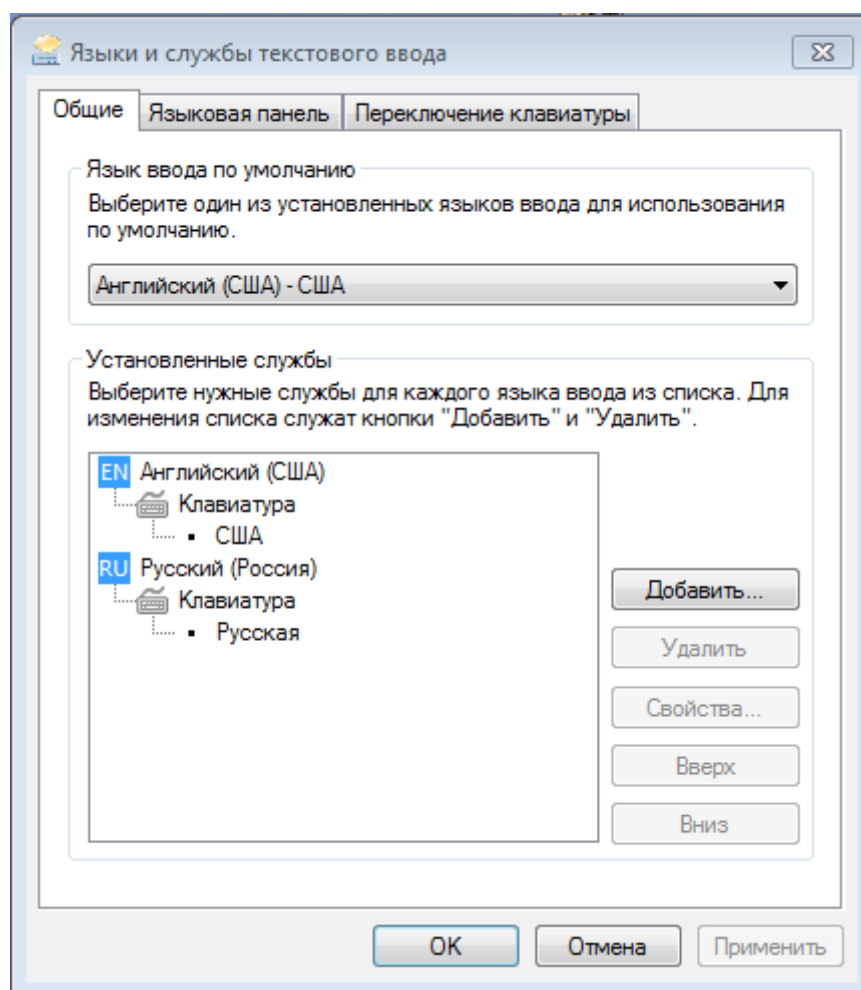 Языки и службы текстового ввода
Общие
Языковая панель
Переключение клавиатуры
Язык ввода по умолчанию
Выберите один из установленных языков ввода для использования
по умолчанию.
Английский (США) - США
Установленные службы
Выберите нужные службы для каждого языка ввода из списка. Для
изменения списка служат кнопки "Добавить" и "Удалить".
EN Английский (США)
Клавиатура
США
RU Русский (Россия)
Клавиатура
Русская
Добавить...
Удалить
Свойства...
Вверх
Вниз
OK
Отмена
Применить